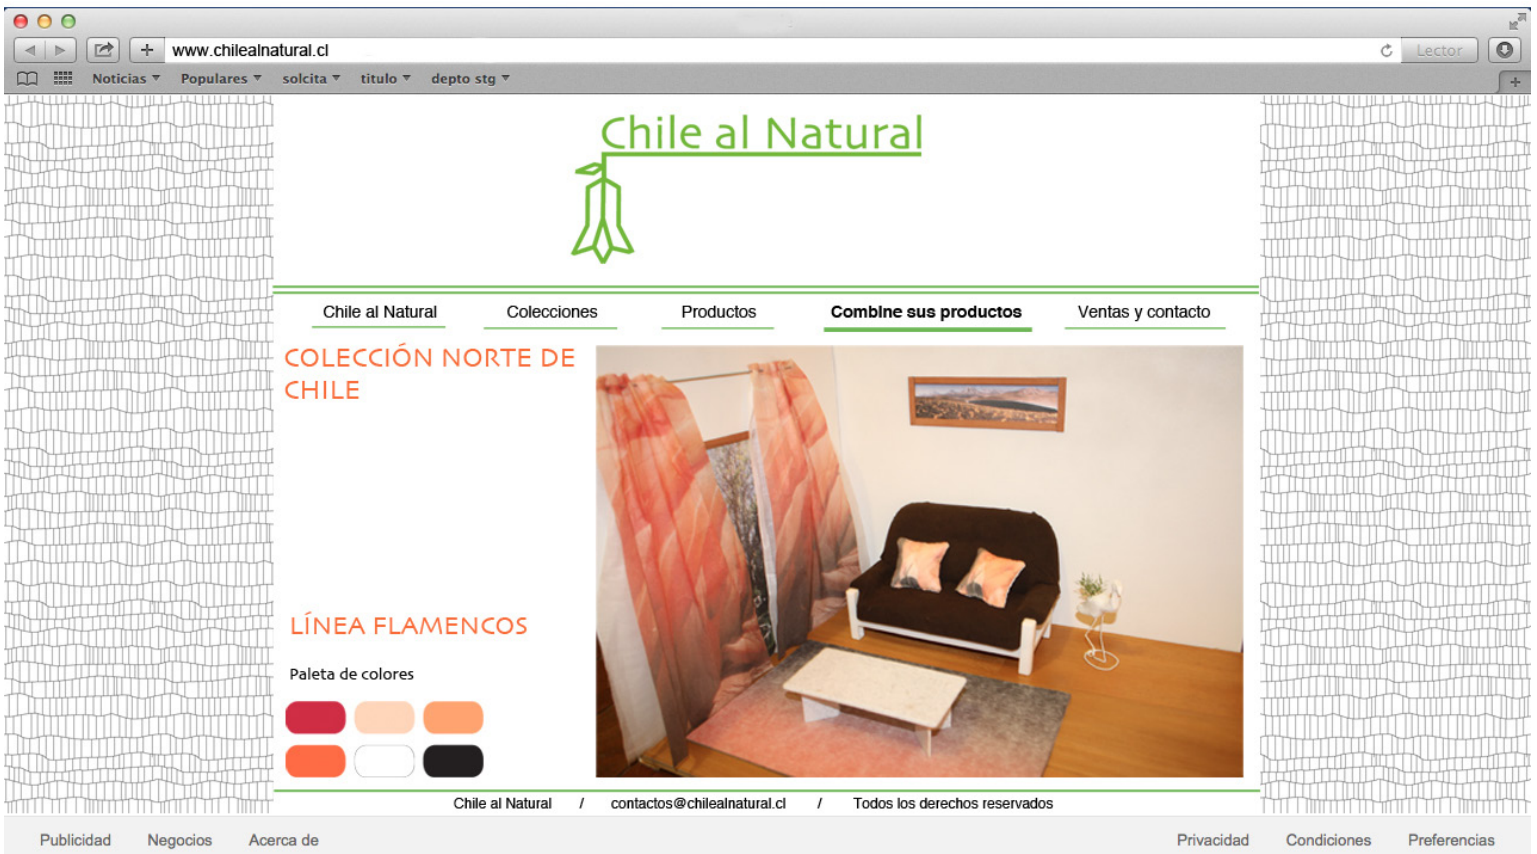 www.chilealnatural.cl
Lector
Noticias Populares solcita titulo depto stg
Chile al Natural
Chile al Natural Colecciones Productos Combine sus productos Ventas y contacto
COLECCIÓN NORTE DE
CHILE
LÍNEA FLAMENCOS
Paleta de colores
Chile al Natural / contactos@chilealnatural.cl / Todos los derechos reservados
Publicidad Negocios Acerca de Privacidad Condiciones Preferencias